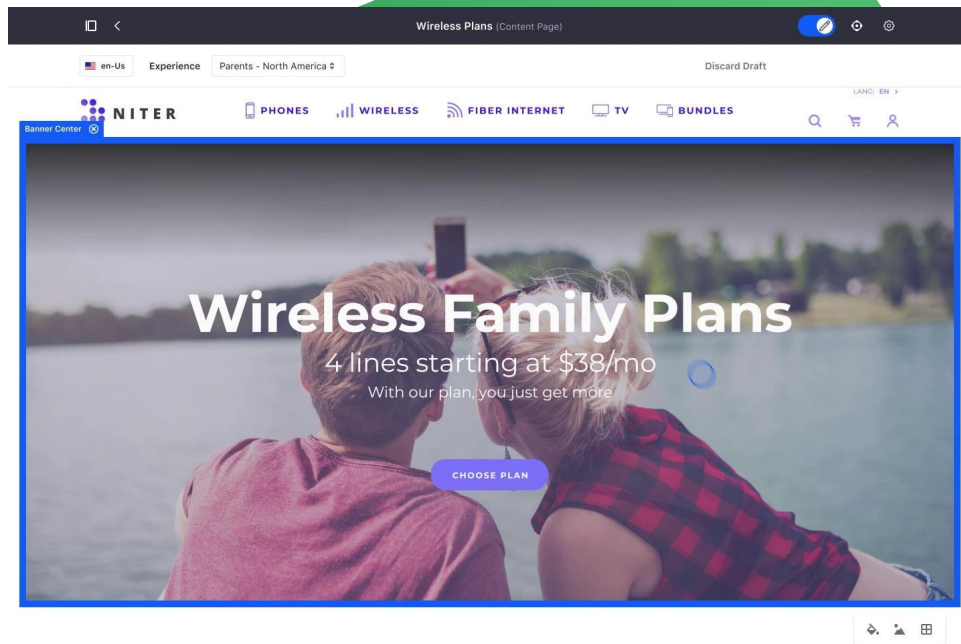 Wireless Plans (Content Page)
en-Us Experience Parents - North America Discard Draft
LANG: EN >
NITER PHONES WIRELESS FIBER INTERNET TV BUNDLES
Banner Center
Wireless Family Plans
4 lines starting at $38/mo
With our plan, you just get more
CHOOSE PLAN